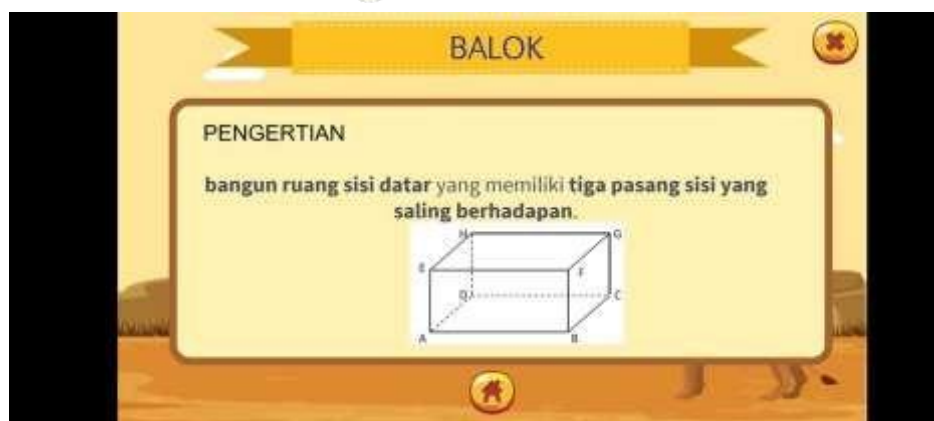 BALOK
PENGERTIAN
bangun ruang sisi datar yang memiliki tiga pasang sisi yang
saling berhadapan.
H G
E F
D C
A B